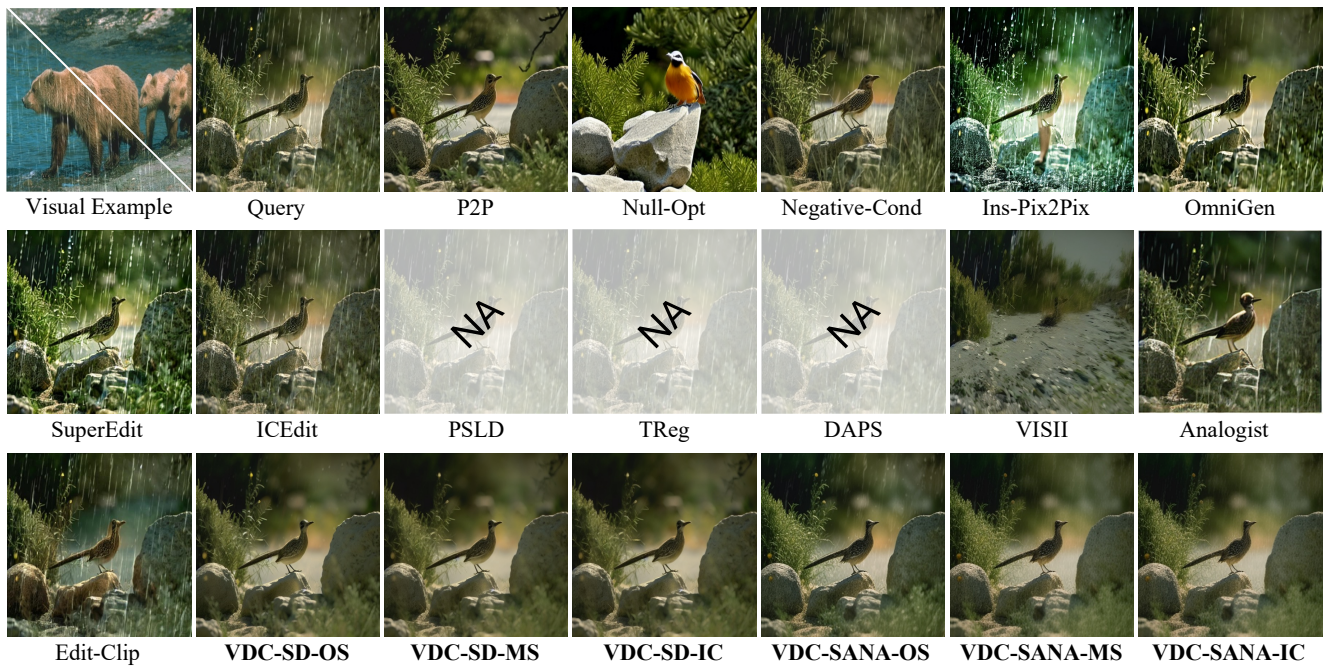 Visual Example Query P2P Null-Opt Negative-Cond Ins-Pix2Pix OmniGen
NA NA NA
SuperEdit ICEdit PSLD TReg DAPS VISII Analogist
Edit-Clip VDC-SD-OS VDC-SD-MS VDC-SD-IC VDC-SANA-OS VDC-SANA-MS VDC-SANA-IC